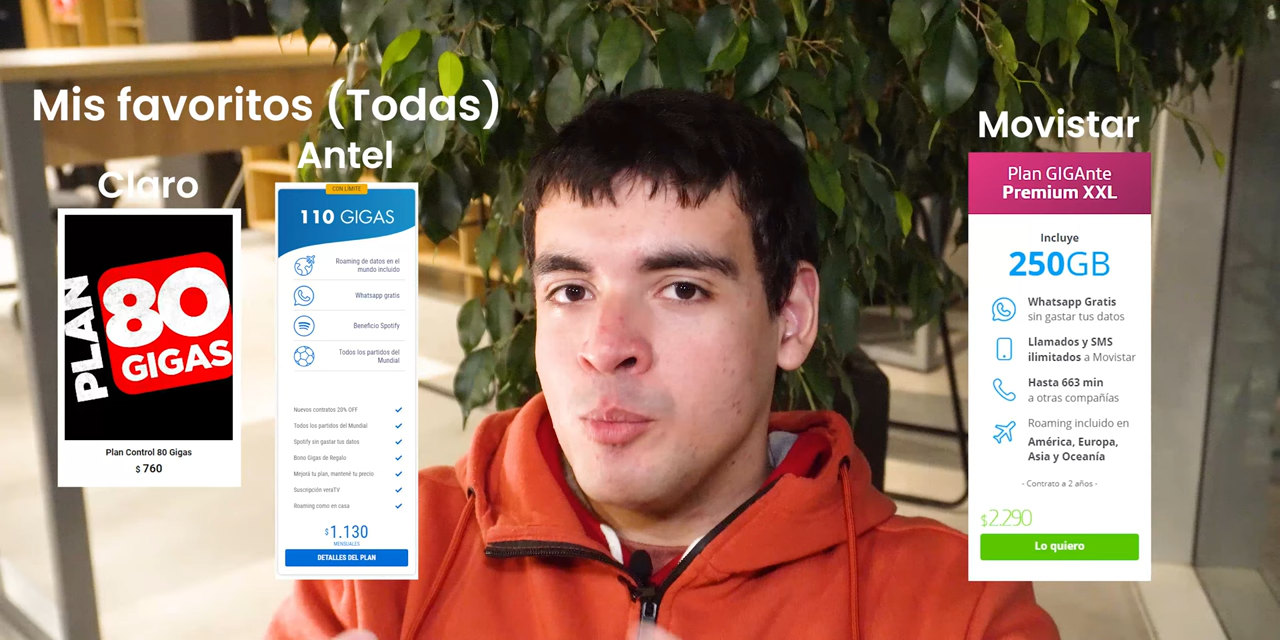 Mis favoritos (Todas)
Claro
PLAN
80
GIGAS
Plan Control 80 Gigas
$ 760
Antel
CON LÍMITE
110 GIGAS
Roaming de datos en el
mundo incluido
Whatsapp gratis
Beneficio Spotify
Todos los partidos del
Mundial
Nuevos contratos 20% OFF
Todos los partidos del Mundial
Spotify sin gastar tus datos
Bono Gigas de Regalo
Mejorá tu plan, mantené tu precio
Suscripción veraTV
Roaming como en casa
$1.130
MENSUALES
DETALLES DEL PLAN
Movistar
Plan GIGAnte
Premium XXL
Incluye
250GB
Whatsapp Gratis
sin gastar tus datos
Llamados y SMS
ilimitados a Movistar
Hasta 663 min
a otras compañías
Roaming incluido en
América, Europa,
Asia y Oceanía
- Contrato a 2 años -
$2.290
Lo quiero